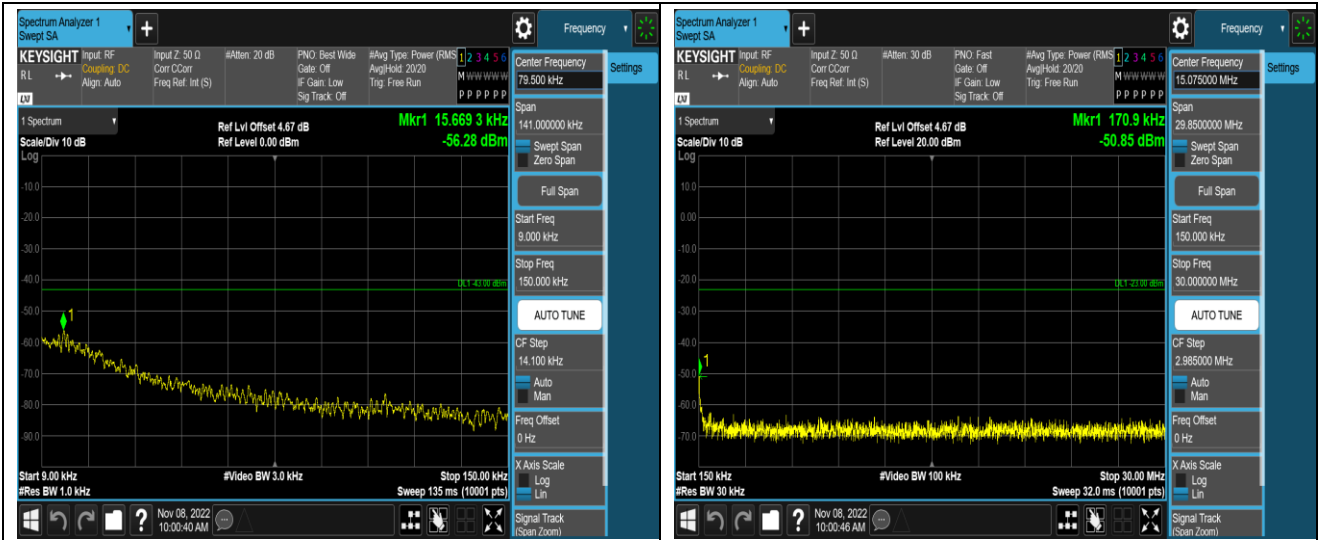 Spectrum Analyzer 1
Swept SA
+
Frequency
KEYSIGHT
Input: RF
Coupling: DC
Align: Auto
Input Z: 50 Ω
Corr CCorr
Freq Ref: Int (S)
#Atten: 20 dB
PNO: Best Wide
Gate: Off
IF Gain: Low
Sig Track: Off
#Avg Type: Power (RMS
Avg|Hold: 20/20
Trig: Free Run
1 2 3 4 5 6
M W W W W W
P P P P P P
RL
LXI
1 Spectrum
Scale/Div 10 dB
Log
Ref Lvl Offset 4.67 dB
Ref Level 0.00 dBm
Mkr1 15.669 3 kHz
-56.28 dBm
-10.0
-20.0
-30.0
-40.0
DL1 -43.00 dBm
-50.0
1
-60.0
-70.0
-80.0
-90.0
Start 9.00 kHz
#Res BW 1.0 kHz
#Video BW 3.0 kHz
Stop 150.00 kHz
Sweep 135 ms (10001 pts)
Center Frequency
79.500 kHz
Settings
Span
141.000000 kHz
Swept Span
Zero Span
Full Span
Start Freq
9.000 kHz
Stop Freq
150.000 kHz
AUTO TUNE
CF Step
14.100 kHz
Auto
Man
Freq Offset
0 Hz
X Axis Scale
Log
Lin
Signal Track
(Span Zoom)
?
Nov 08, 2022
10:00:40 AM
Spectrum Analyzer 1
Swept SA
+
Frequency
KEYSIGHT
Input: RF
Coupling: DC
Align: Auto
Input Z: 50 Ω
Corr CCorr
Freq Ref: Int (S)
#Atten: 30 dB
PNO: Fast
Gate: Off
IF Gain: Low
Sig Track: Off
#Avg Type: Power (RMS
Avg|Hold: 20/20
Trig: Free Run
1 2 3 4 5 6
M W W W W W
P P P P P P
RL
LXI
1 Spectrum
Scale/Div 10 dB
Log
Ref Lvl Offset 4.67 dB
Ref Level 20.00 dBm
Mkr1 170.9 kHz
-50.85 dBm
10.0
0.00
-10.0
-20.0
DL1 -23.00 dBm
-30.0
-40.0
1
-50.0
-60.0
-70.0
Start 150 kHz
#Res BW 30 kHz
#Video BW 100 kHz
Stop 30.00 MHz
Sweep 32.0 ms (10001 pts)
Center Frequency
15.075000 MHz
Settings
Span
29.8500000 MHz
Swept Span
Zero Span
Full Span
Start Freq
150.000 kHz
Stop Freq
30.000000 MHz
AUTO TUNE
CF Step
2.985000 MHz
Auto
Man
Freq Offset
0 Hz
X Axis Scale
Log
Lin
Signal Track
(Span Zoom)
?
Nov 08, 2022
10:00:46 AM